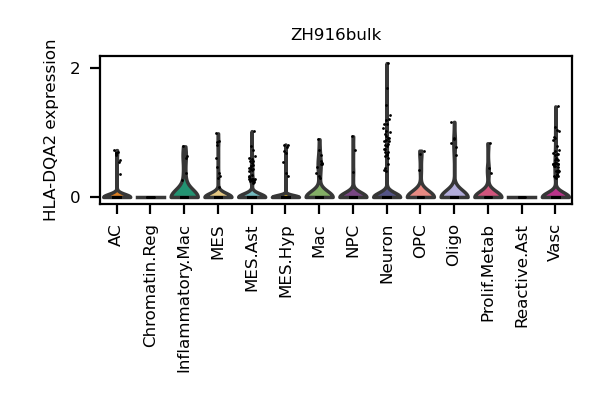 ZH916bulk
HLA-DQA2 expression
2
0
AC
Chromatin.Reg
Inflammatory.Mac
MES
MES.Ast
MES.Hyp
Mac
NPC
Neuron
OPC
Oligo
Prolif.Metab
Reactive.Ast
Vasc